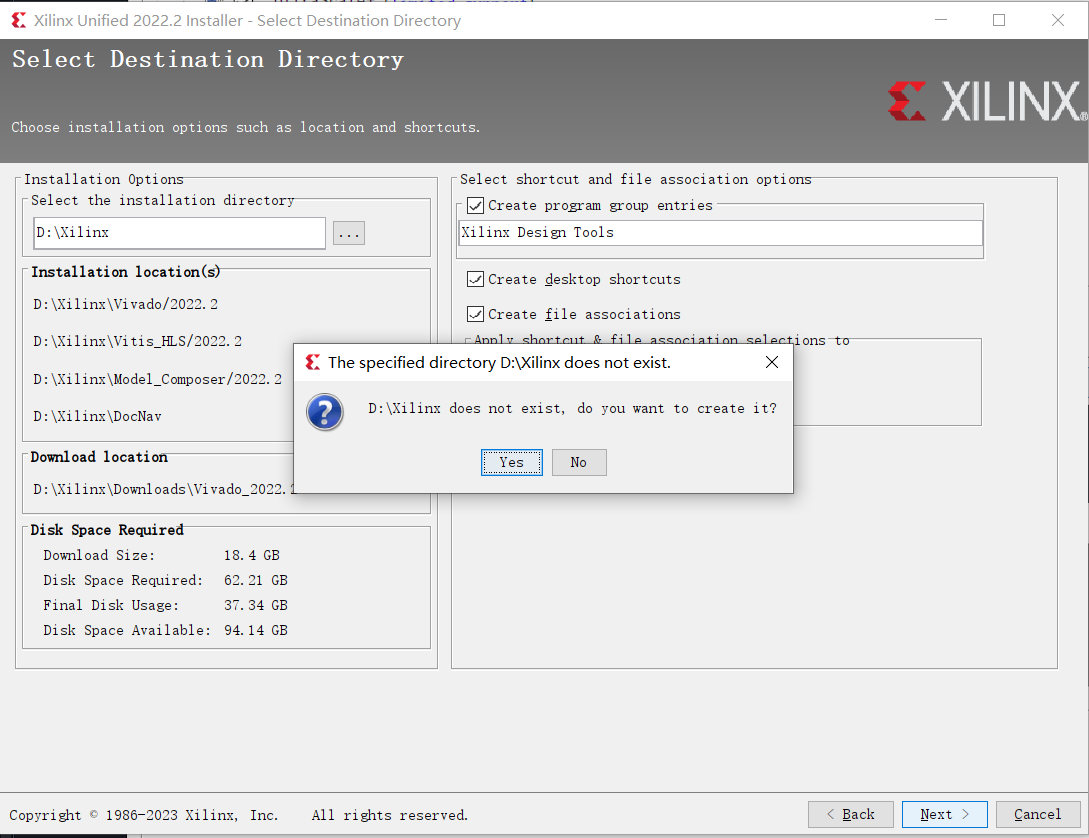 Xilinx Unified 2022.2 Installer - Select Destination Directory
Select Destination Directory
XILINX®
Choose installation options such as location and shortcuts.
Installation Options
Select the installation directory
D:\Xilinx
...
Installation location(s)
D:\Xilinx\Vivado/2022.2
D:\Xilinx\Vitis_HLS/2022.2
D:\Xilinx\Model_Composer/2022.2
D:\Xilinx\DocNav
Download location
D:\Xilinx\Downloads\Vivado_2022.2
Disk Space Required
Download Size: 18.4 GB
Disk Space Required: 62.21 GB
Final Disk Usage: 37.34 GB
Disk Space Available: 94.14 GB
Select shortcut and file association options
Create program group entries
Xilinx Design Tools
Create desktop shortcuts
Create file associations
Apply shortcut & file association selections to
The specified directory D:\Xilinx does not exist.
D:\Xilinx does not exist, do you want to create it?
Yes No
Copyright © 1986-2023 Xilinx, Inc. All rights reserved.
< Back Next > Cancel